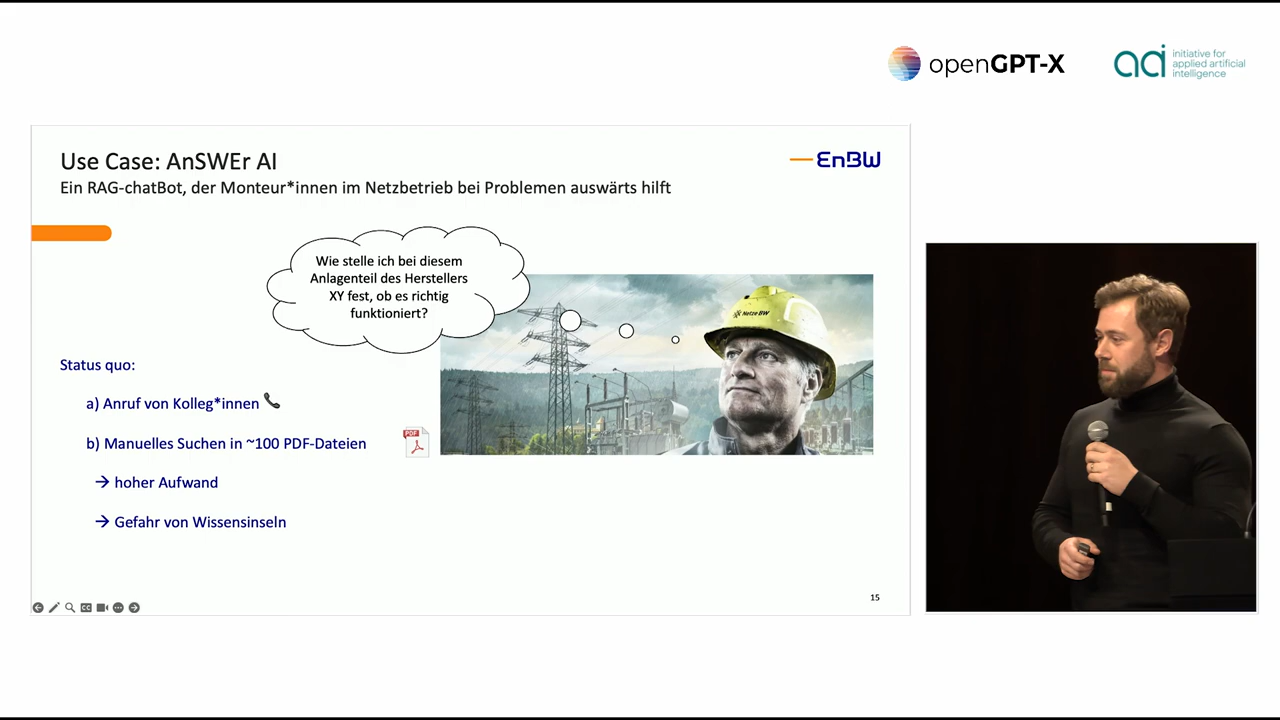 openGPT-X
initiative for
applied artificial
intelligence
Use Case: AnSWEr AI
EnBW
Ein RAG-chatBot, der Monteur*innen im Netzbetrieb bei Problemen auswärts hilft
Wie stelle ich bei diesem
Anlagenteil des Herstellers
XY fest, ob es richtig
funktioniert?
Netze BW
Status quo:
a) Anruf von Kolleg*innen
b) Manuelles Suchen in ~100 PDF-Dateien
PDF
→ hoher Aufwand
→ Gefahr von Wissensinseln
15
CC